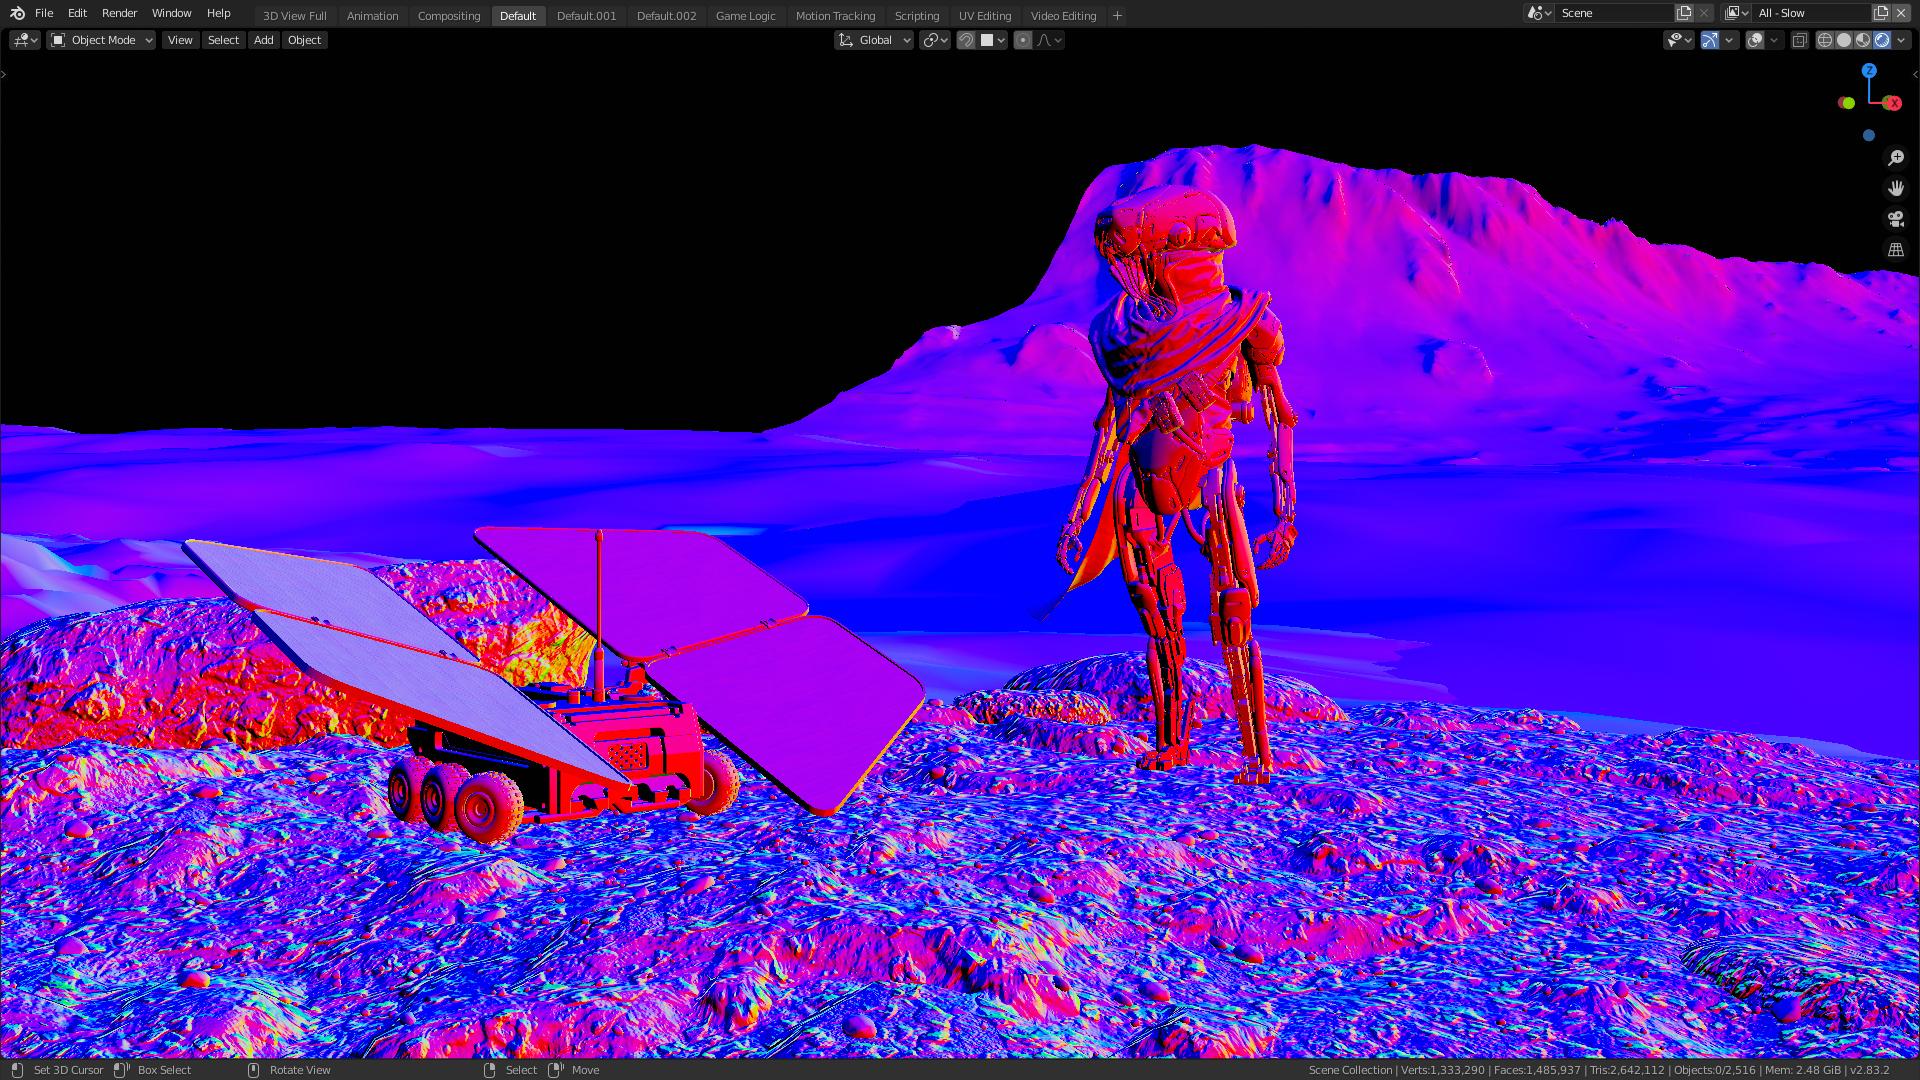 File Edit Render Window Help 3D View Full Animation Compositing Default Default.001 Default.002 Game Logic Motion Tracking Scripting UV Editing Video Editing + Scene All - Slow
Object Mode View Select Add Object Global
Z
X
Set 3D Cursor Box Select Rotate View Select Move Scene Collection | Verts:1,333,290 | Faces:1,485,937 | Tris:2,642,112 | Objects:0/2,516 | Mem: 2.48 GiB | v2.83.2